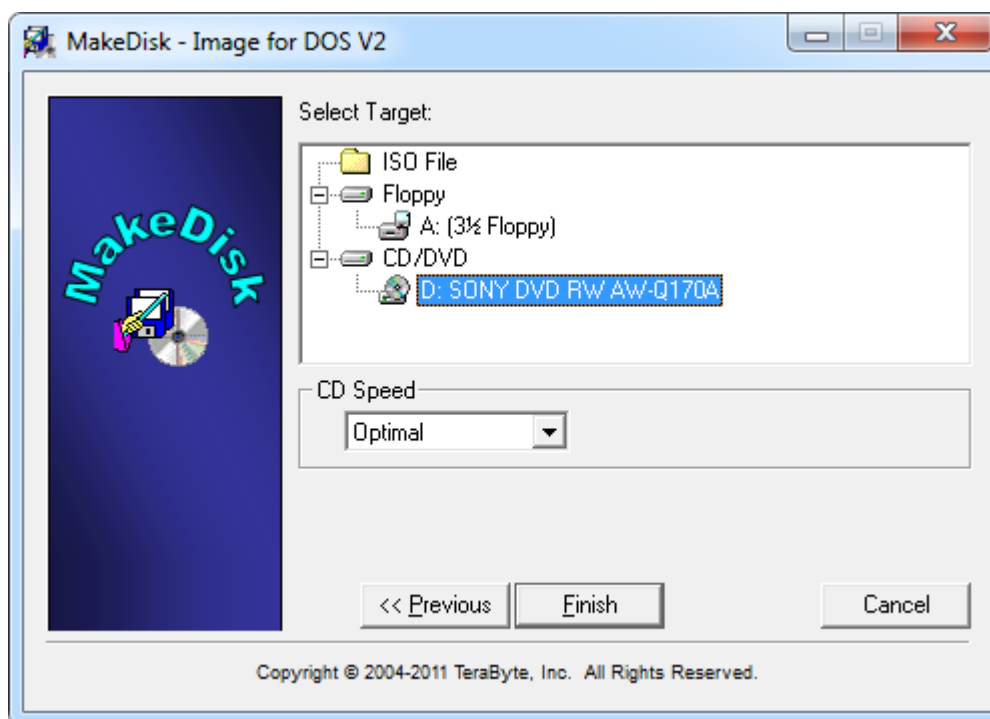 MakeDisk - Image for DOS V2
MakeDisk
Select Target:
ISO File
Floppy
A: (3½ Floppy)
CD/DVD
D: SONY DVD RW AW-Q170A
CD Speed
Optimal
<< Previous
Finish
Cancel
Copyright © 2004-2011 TeraByte, Inc. All Rights Reserved.